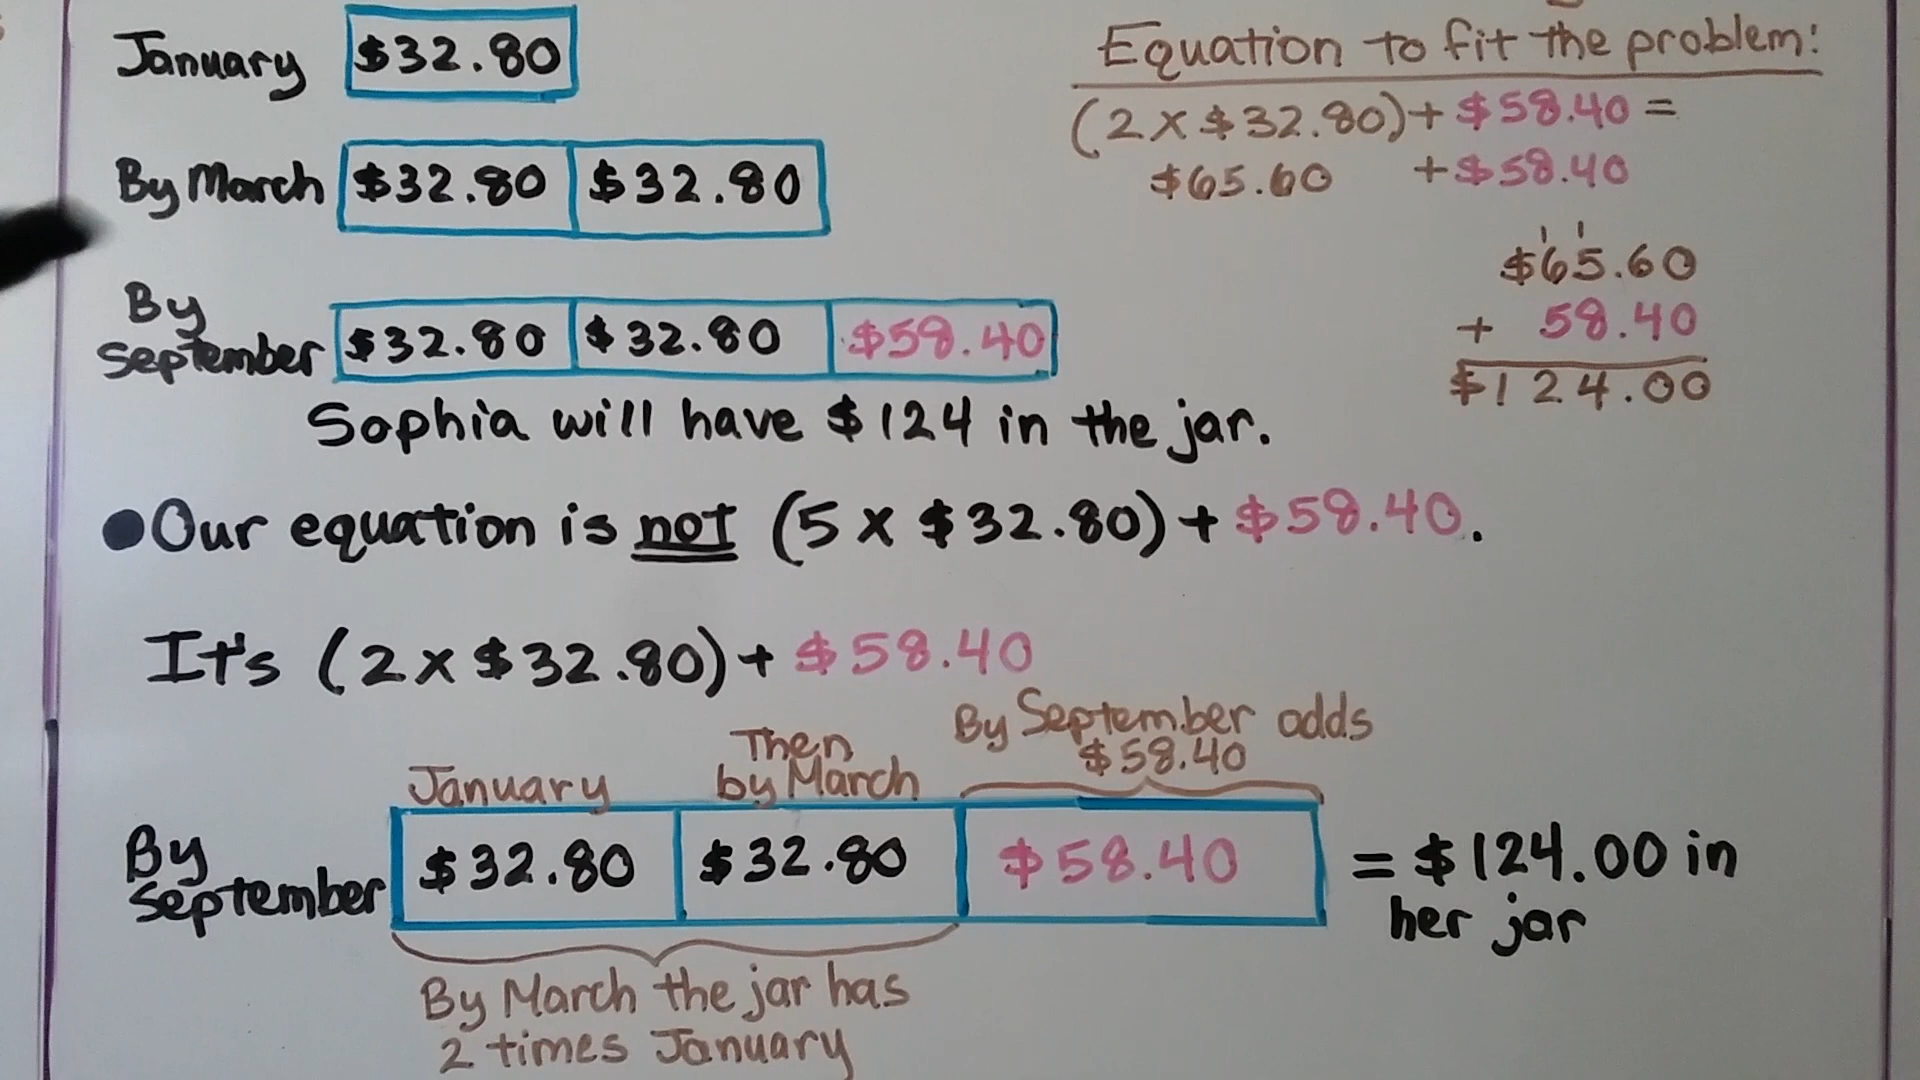 January $32.80
By March $32.80 $32.80
By
September $32.80 $32.80 $58.40
Sophia will have $124 in the jar.
Equation to fit the problem:
(2 x $32.80) + $58.40 =
$65.60 + $58.40
1 1
$65.60
+ 58.40
$124.00
●Our equation is not (5 x $32.80) + $58.40.
It's (2 x $32.80) + $58.40
January
Then
by March
By September adds
$58.40
By
September $32.80 $32.80 $58.40 = $124.00 in
her jar
By March the jar has
2 times January